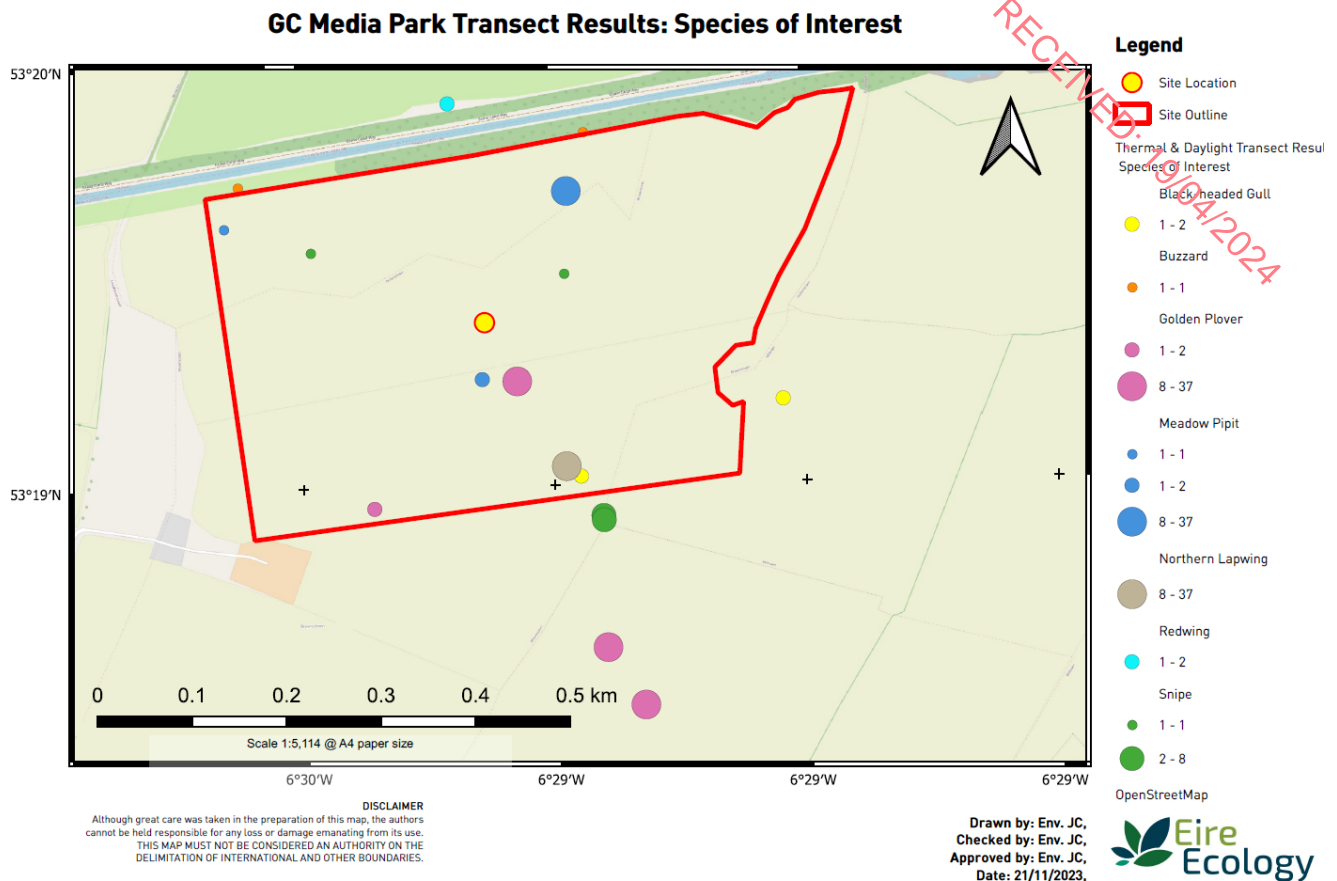 GC Media Park Transect Results: Species of Interest
RECEIVED: 19/04/2024
53°20'N
53°19'N
0 0.1 0.2 0.3 0.4 0.5 km
Scale 1:5,114 @ A4 paper size
6°30'W 6°29'W 6°29'W 6°29'W
Legend
Site Location
Site Outline
Thermal & Daylight Transect Resul
Species of Interest
Black-headed Gull
1 - 2
Buzzard
1 - 1
Golden Plover
1 - 2
8 - 37
Meadow Pipit
1 - 1
1 - 2
8 - 37
Northern Lapwing
8 - 37
Redwing
1 - 2
Snipe
1 - 1
2 - 8
OpenStreetMap
DISCLAIMER
Although great care was taken in the preparation of this map, the authors
cannot be held responsible for any loss or damage emanating from its use.
THIS MAP MUST NOT BE CONSIDERED AN AUTHORITY ON THE
DELIMITATION OF INTERNATIONAL AND OTHER BOUNDARIES.
Drawn by: Env. JC,
Checked by: Env. JC,
Approved by: Env. JC,
Date: 21/11/2023,
Eire
Ecology